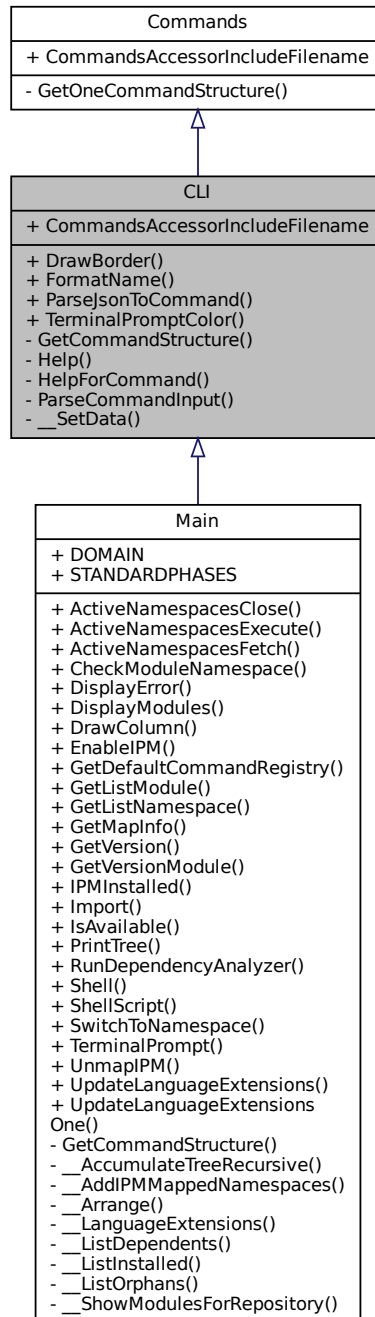 Commands
+ CommandsAccessorIncludeFilename
- GetOneCommandStructure()
CLI
+ CommandsAccessorIncludeFilename
+ DrawBorder()
+ FormatName()
+ ParseJsonToCommand()
+ TerminalPromptColor()
- GetCommandStructure()
- Help()
- HelpForCommand()
- ParseCommandInput()
- __SetData()
Main
+ DOMAIN
+ STANDARDPHASES
+ ActiveNamespacesClose()
+ ActiveNamespacesExecute()
+ ActiveNamespacesFetch()
+ CheckModuleNamespace()
+ DisplayError()
+ DisplayModules()
+ DrawColumn()
+ EnableIPM()
+ GetDefaultCommandRegistry()
+ GetListModule()
+ GetListNamespace()
+ GetMapInfo()
+ GetVersion()
+ GetVersionModule()
+ IPMInstalled()
+ Import()
+ IsAvailable()
+ PrintTree()
+ RunDependencyAnalyzer()
+ Shell()
+ ShellScript()
+ SwitchToNamespace()
+ TerminalPrompt()
+ UnmapIPM()
+ UpdateLanguageExtensions()
+ UpdateLanguageExtensions
One()
- GetCommandStructure()
- __AccumulateTreeRecursive()
- __AddIPMMappedNamespaces()
- __Arrange()
- __LanguageExtensions()
- __ListDependents()
- __ListInstalled()
- __ListOrphans()
- __ShowModulesForRepository()